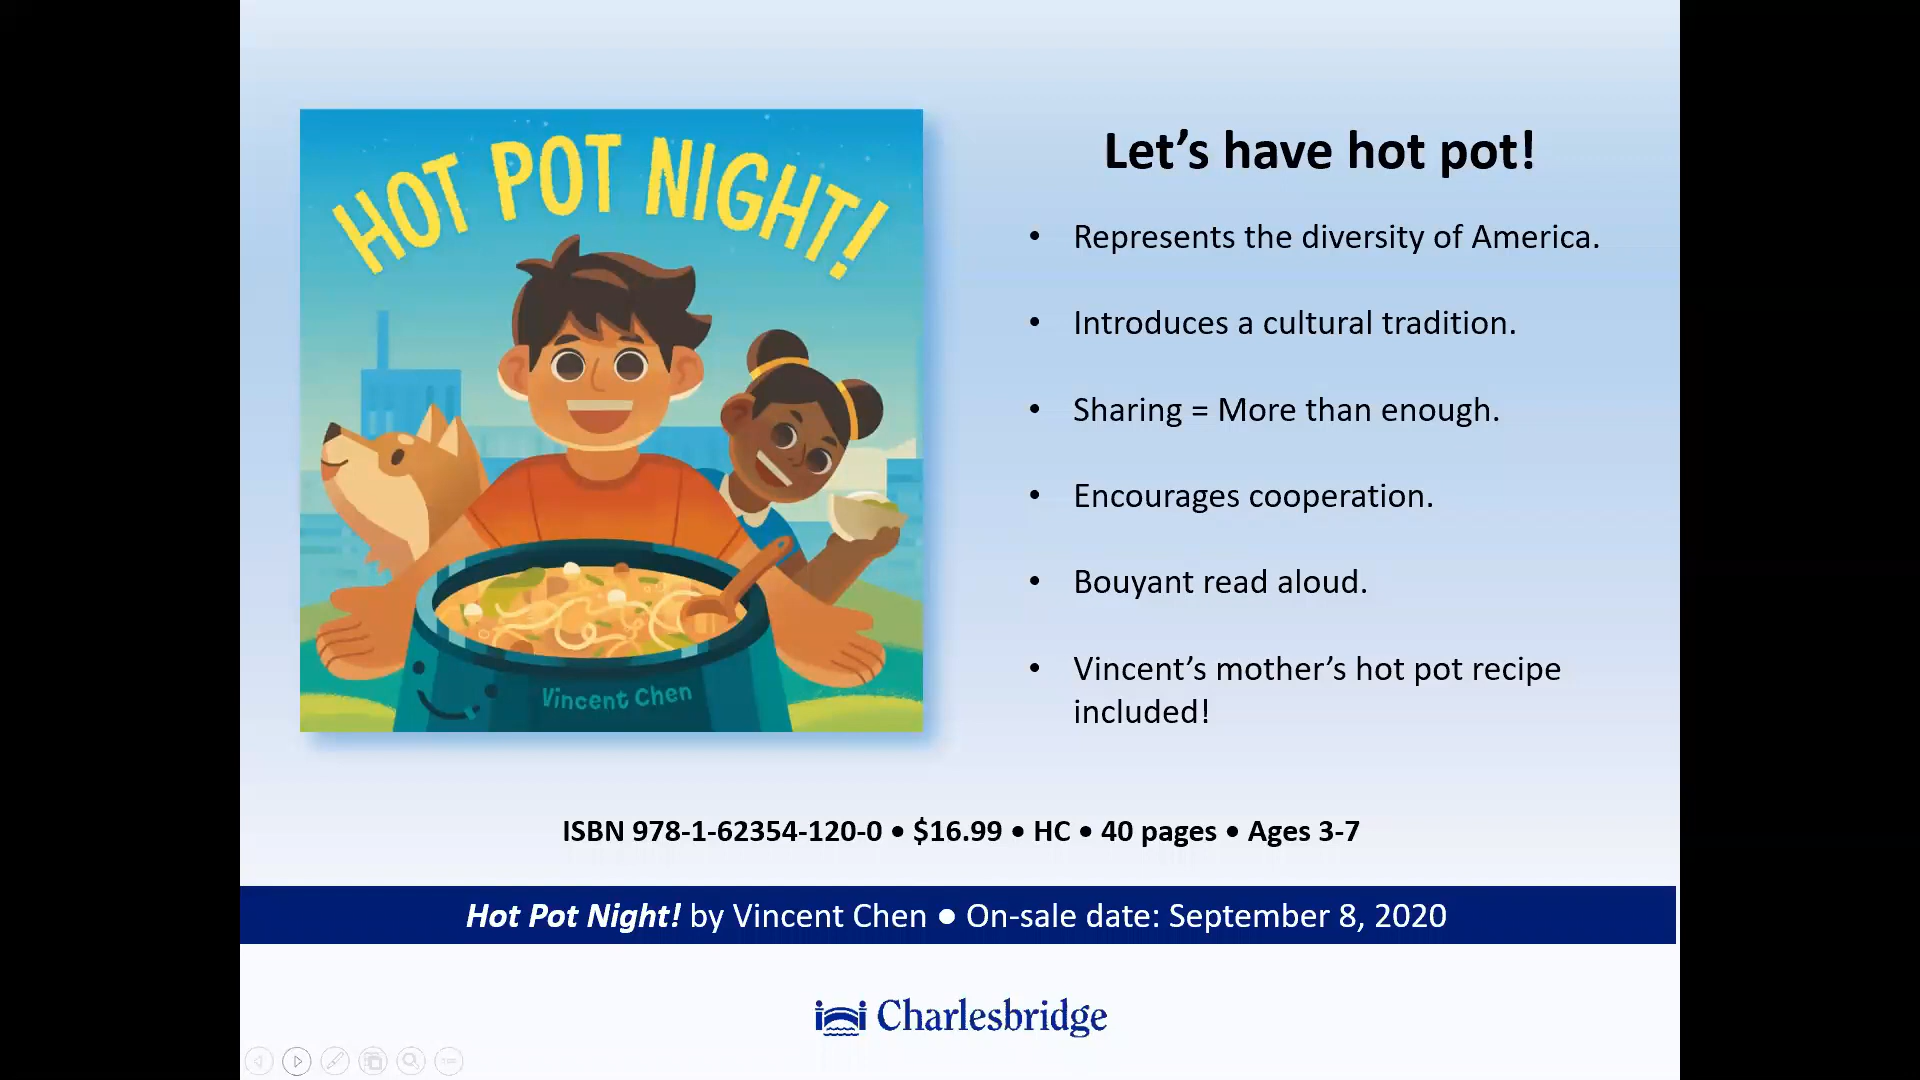 HOT POT NIGHT!
Vincent Chen
Let's have hot pot!
• Represents the diversity of America.
• Introduces a cultural tradition.
• Sharing = More than enough.
• Encourages cooperation.
• Bouyant read aloud.
• Vincent's mother's hot pot recipe
included!
ISBN 978-1-62354-120-0 • $16.99 • HC • 40 pages • Ages 3-7
Hot Pot Night! by Vincent Chen ● On-sale date: September 8, 2020
Charlesbridge